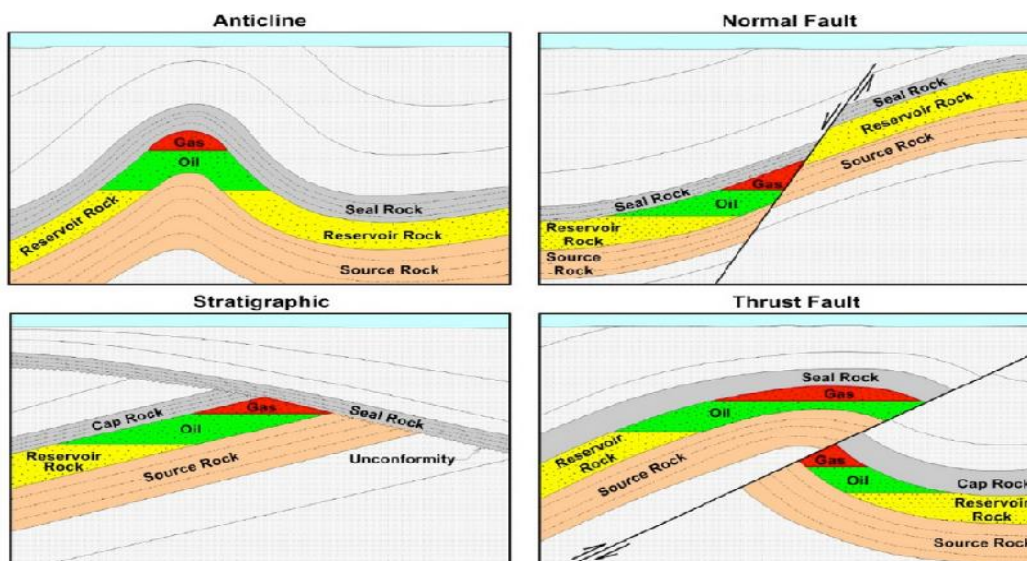 Anticline
Gas
Oil
Reservoir Rock
Seal Rock
Reservoir Rock
Source Rock
Normal Fault
Seal Rock
Reservoir Rock
Source Rock
Gas
Seal Rock
Oil
Reservoir
Rock
Source
Rock
Stratigraphic
Cap Rock
Gas
Seal Rock
Oil
Reservoir
Rock
Source Rock
Unconformity
Thrust Fault
Seal Rock
Gas
Oil
Reservoir
Rock
Source Rock
Gas
Oil
Cap Rock
Reservoir
Rock
Source Rock